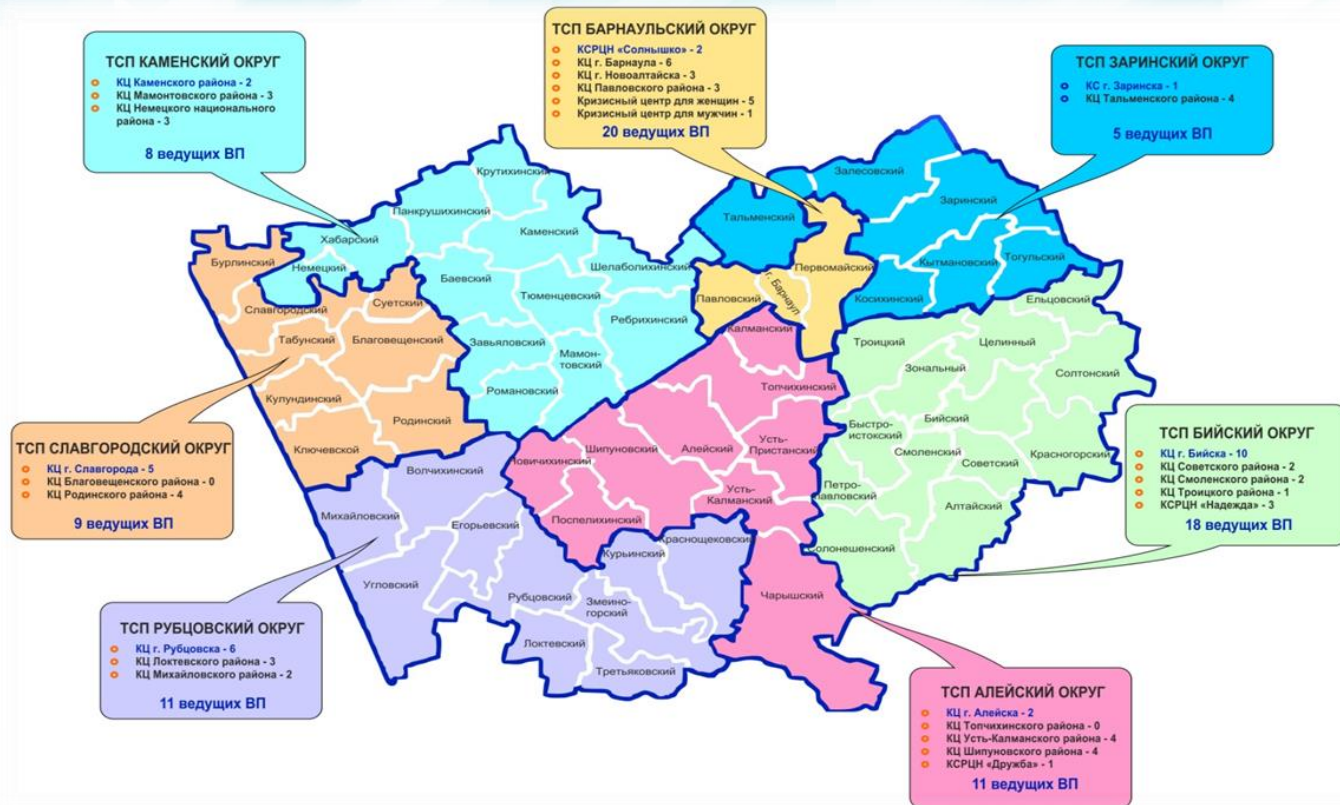 ТСП КАМЕНСКИЙ ОКРУГ
КЦ Каменского района - 2
КЦ Мамонтовского района - 3
КЦ Немецкого национального
района - 3
8 ведущих ВП
ТСП БАРНАУЛЬСКИЙ ОКРУГ
КСРЦН «Солнышко» - 2
КЦ г. Барнаула - 6
КЦ г. Новоалтайска - 3
КЦ Павловского района - 3
Кризисный центр для женщин - 5
Кризисный центр для мужчин - 1
20 ведущих ВП
ТСП ЗАРИНСКИЙ ОКРУГ
КС г. Заринска - 1
КЦ Тальменского района - 4
5 ведущих ВП
Крутихинский
Панкрушихинский
Каменский
Хабарский
Немецкий
Баевский
Шелаболихинский
Тюменцевский
Ребрихинский
Завьяловский
Мамон-
товский
Романовский
Залесовский
Заринский
Тальменский
Кытмановский
Тогульский
Косихинский
Первомайский
Павловский
г. Барнаул
Бурлинский
Славгородский
Суетский
Табунский
Благовещенский
Кулундинский
Родинский
Ключевской
Калманский
Топчихинский
Шипуновский
Алейский
Усть-
Пристанский
Новичихинский
Усть-
Калманский
Поспелихинский
Чарышский
Ельцовский
Троицкий
Целинный
Зональный
Солтонский
Быстро-
истокский
Бийский
Смоленский
Советский
Красногорский
Петро-
павловский
Алтайский
Солонешенский
Волчихинский
Михайловский
Егорьевский
Угловский
Рубцовский
Курьинский
Краснощековский
Змеино-
горский
Локтевский
Третьяковский
ТСП СЛАВГОРОДСКИЙ ОКРУГ
КЦ г. Славгорода - 5
КЦ Благовещенского района - 0
КЦ Родинского района - 4
9 ведущих ВП
ТСП БИЙСКИЙ ОКРУГ
КЦ г. Бийска - 10
КЦ Советского района - 2
КЦ Смоленского района - 2
КЦ Троицкого района - 1
КСРЦН «Надежда» - 3
18 ведущих ВП
ТСП РУБЦОВСКИЙ ОКРУГ
КЦ г. Рубцовска - 6
КЦ Локтевского района - 3
КЦ Михайловского района - 2
11 ведущих ВП
ТСП АЛЕЙСКИЙ ОКРУГ
КЦ г. Алейска - 2
КЦ Топчихинского района - 0
КЦ Усть-Калманского района - 4
КЦ Шипуновского района - 4
КСРЦН «Дружба» - 1
11 ведущих ВП